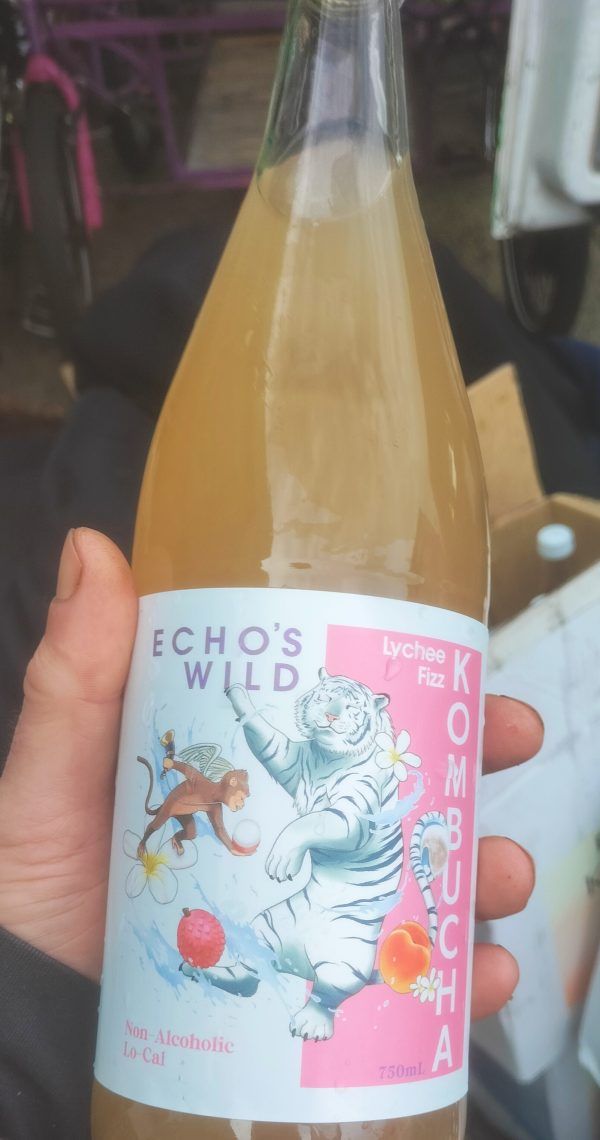 ECHO'S
WILD
Lychee
Fizz
KOMBUCHA
Non-Alcoholic
Lo-Cal
750mL